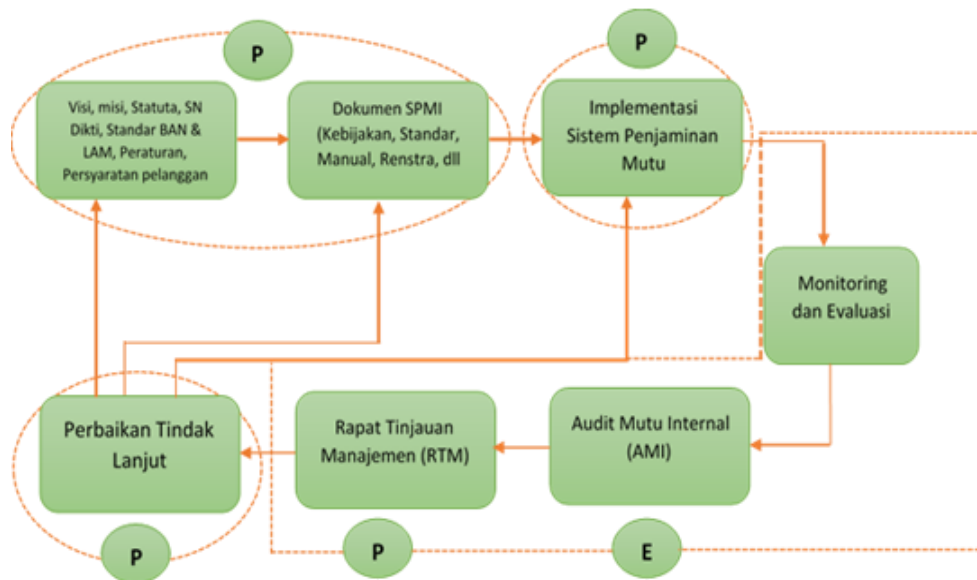 P
P
Visi, misi, Statuta, SN
Dikti, Standar BAN &
LAM, Peraturan,
Persyaratan pelanggan
Dokumen SPMI
(Kebijakan, Standar,
Manual, Renstra, dll
Implementasi
Sistem Penjaminan
Mutu
Monitoring
dan Evaluasi
Perbaikan Tindak
Lanjut
Rapat Tinjauan
Manajemen (RTM)
Audit Mutu Internal
(AMI)
P
P
E